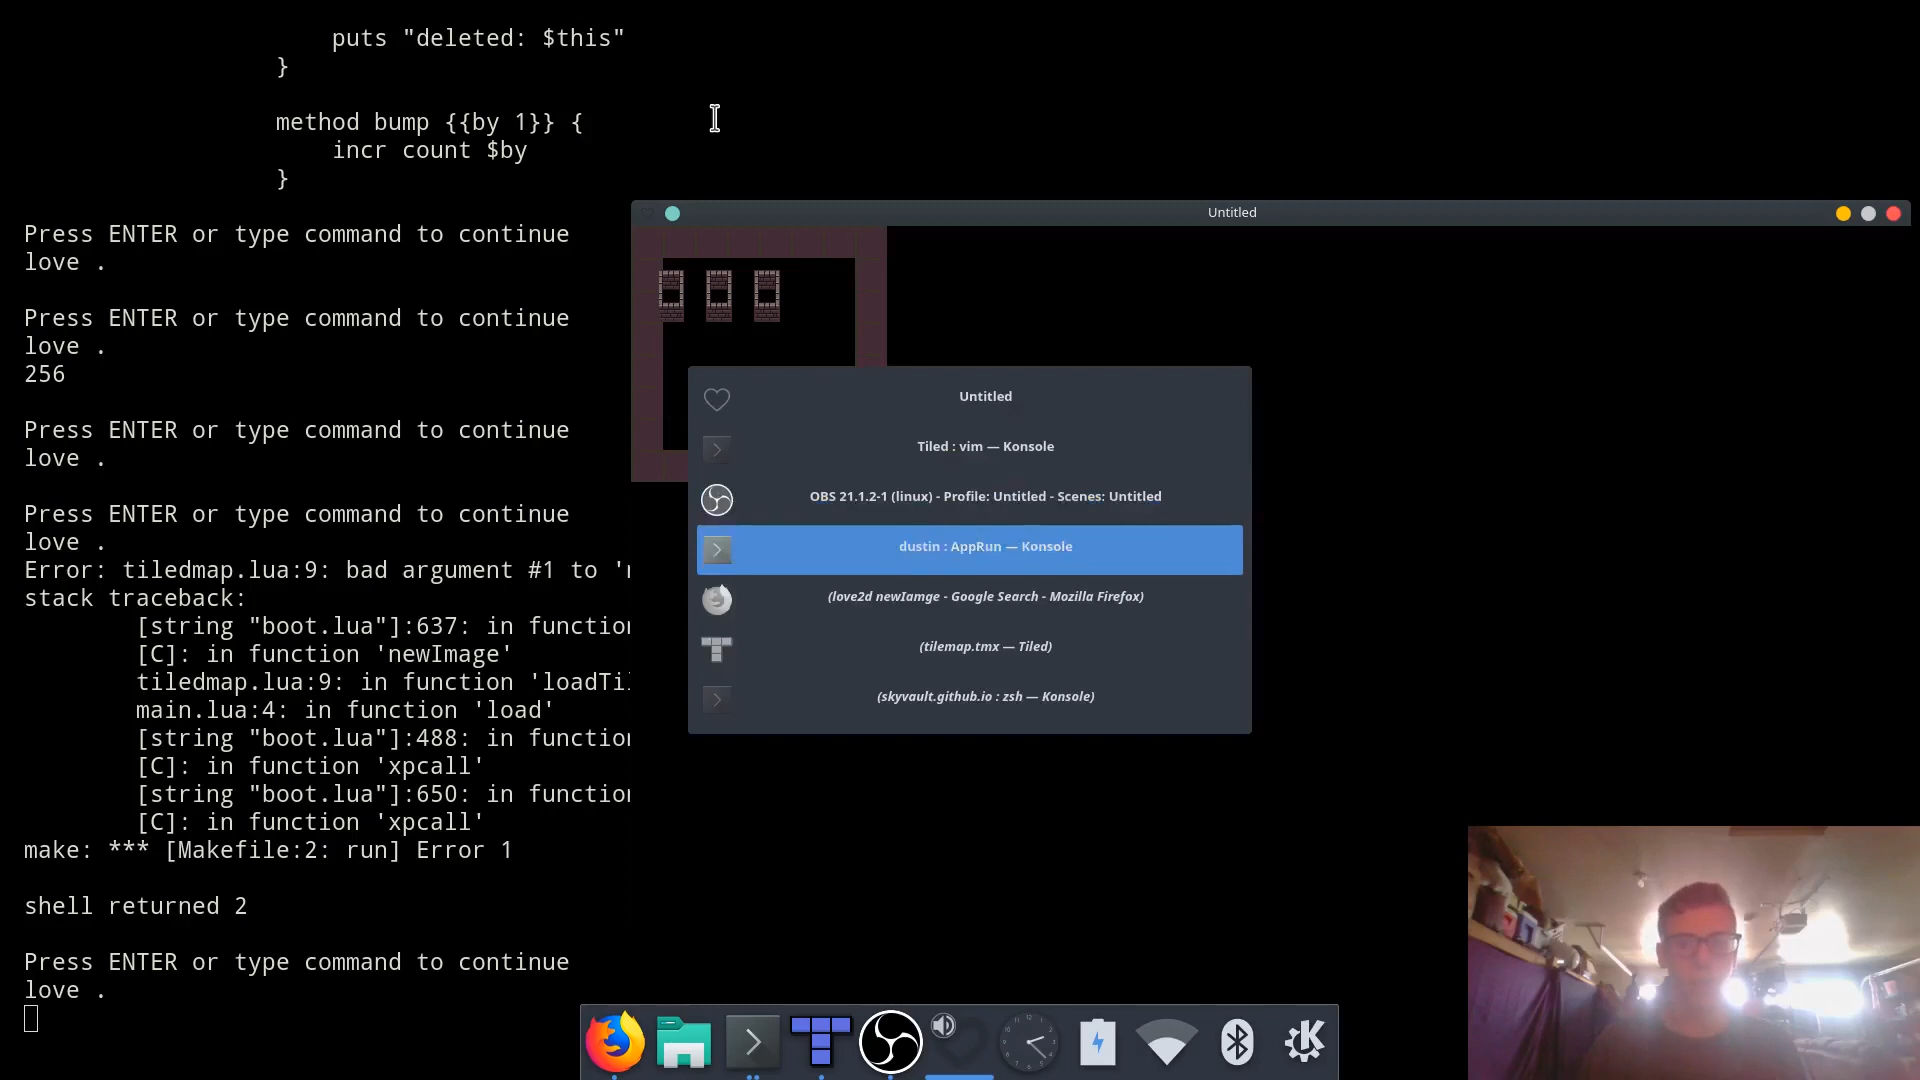 puts "deleted: $this"
}
method bump {{by 1}} {
incr count $by
}
Press ENTER or type command to continue
love .
Press ENTER or type command to continue
love .
256
Press ENTER or type command to continue
love .
Press ENTER or type command to continue
love .
Error: tiledmap.lua:9: bad argument #1 to '
stack traceback:
[string "boot.lua"]:637: in function
[C]: in function 'newImage'
tiledmap.lua:9: in function 'loadTi
main.lua:4: in function 'load'
[string "boot.lua"]:488: in function
[C]: in function 'xpcall'
[string "boot.lua"]:650: in function
[C]: in function 'xpcall'
make: *** [Makefile:2: run] Error 1
shell returned 2
Press ENTER or type command to continue
love .
Untitled
Untitled
Tiled : vim — Konsole
OBS 21.1.2-1 (linux) - Profile: Untitled - Scenes: Untitled
dustin : AppRun — Konsole
(love2d newIamge - Google Search - Mozilla Firefox)
(tilemap.tmx — Tiled)
(skyvault.github.io : zsh — Konsole)